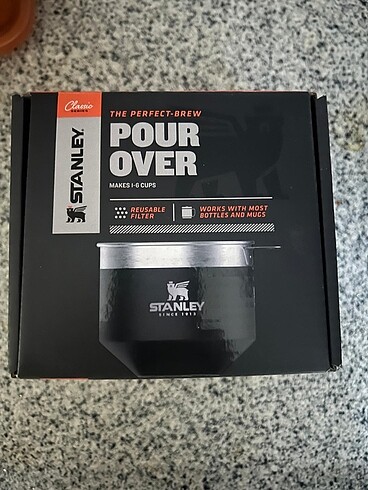 Classic
SERIES
STANLEY
THE PERFECT-BREW
POUR
OVER
MAKES 1-6 CUPS
REUSABLE
FILTER
WORKS WITH MOST
BOTTLES AND MUGS
STANLEY
SINCE 1913